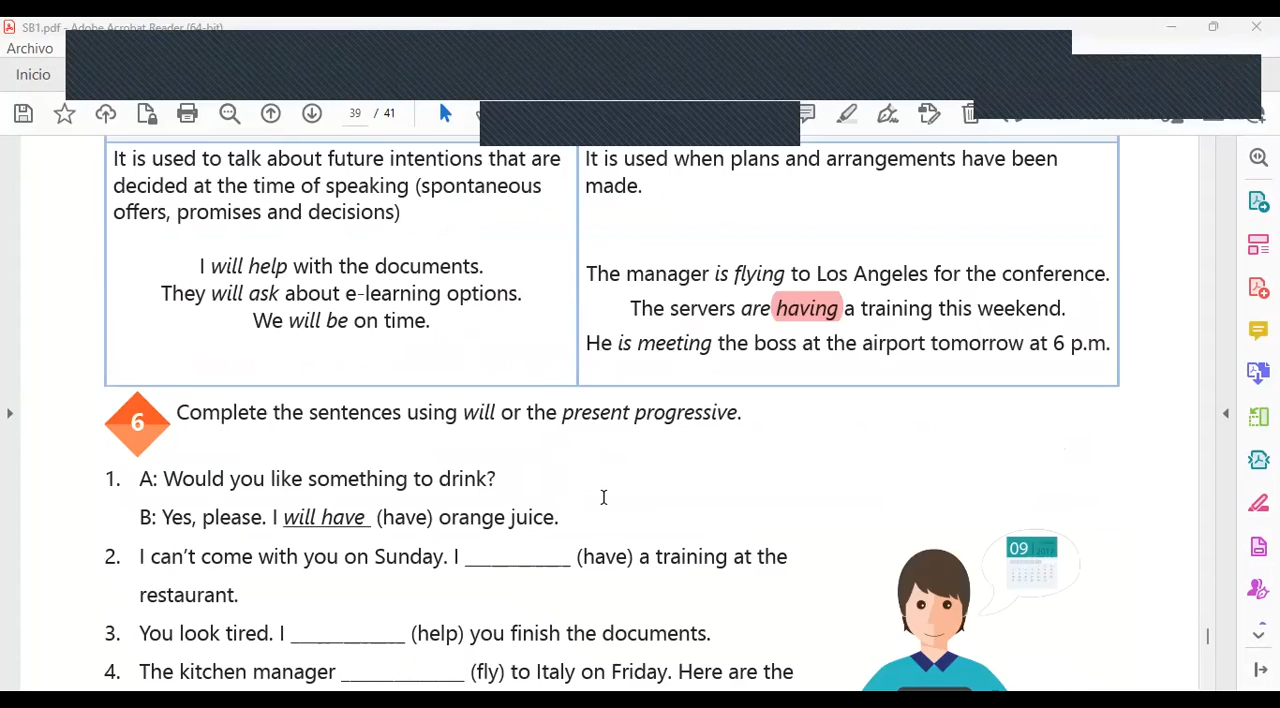 SB1.pdf - Adobe Acrobat Reader (64-bit)
Archivo
Inicio
39 / 41
It is used to talk about future intentions that are
decided at the time of speaking (spontaneous
offers, promises and decisions)
I will help with the documents.
They will ask about e-learning options.
We will be on time.
It is used when plans and arrangements have been
made.
The manager is flying to Los Angeles for the conference.
The servers are having a training this weekend.
He is meeting the boss at the airport tomorrow at 6 p.m.
6 Complete the sentences using will or the present progressive.
1. A: Would you like something to drink?
B: Yes, please. I will have (have) orange juice.
2. I can't come with you on Sunday. I __________ (have) a training at the
restaurant.
3. You look tired. I ___________ (help) you finish the documents.
4. The kitchen manager ____________ (fly) to Italy on Friday. Here are the
09